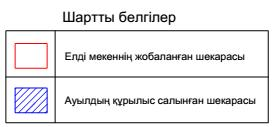 Шартты белгілер
Елді мекеннің жобаланған шекарасы
Ауылдың құрылыс салынған шекарасы